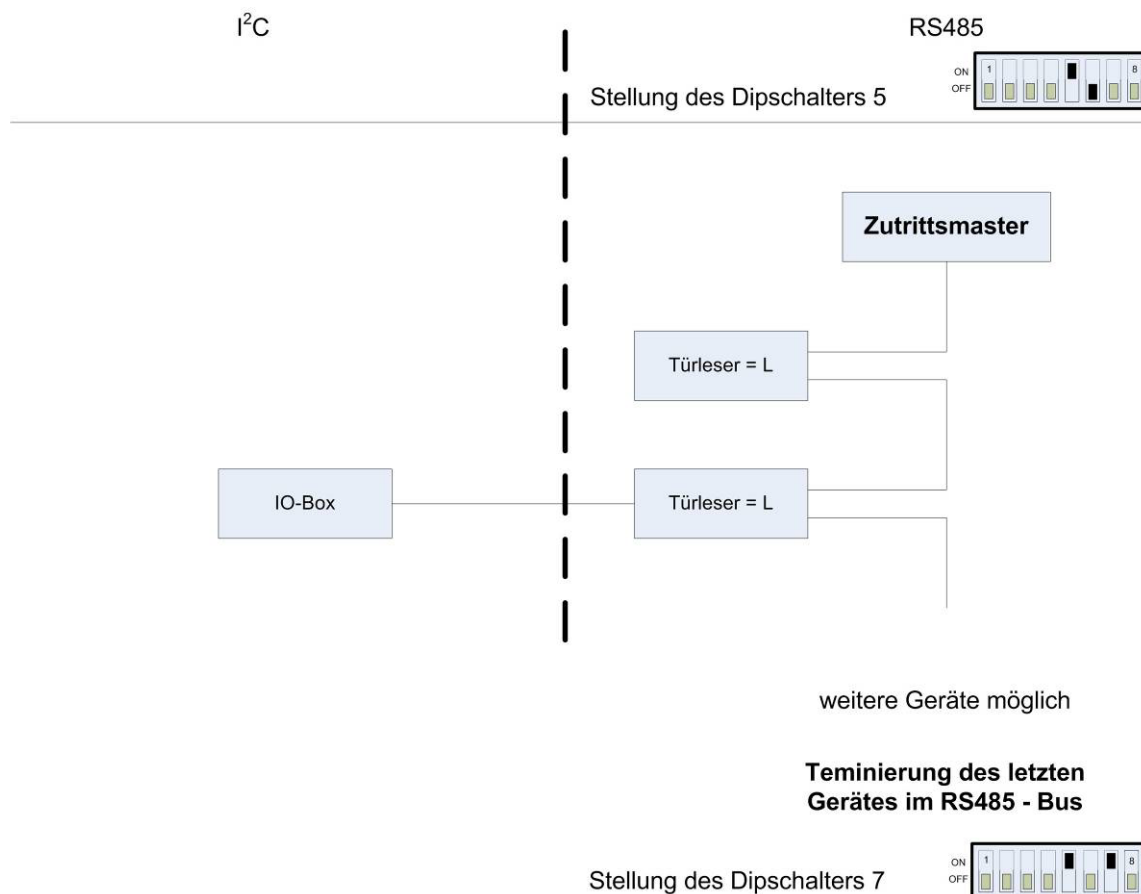 I²C
RS485
ON
1
8
OFF
Stellung des Dipschalters 5
Zutrittsmaster
Türleser = L
IO-Box
Türleser = L
weitere Geräte möglich
Teminierung des letzten
Gerätes im RS485 - Bus
ON
1
8
OFF
Stellung des Dipschalters 7